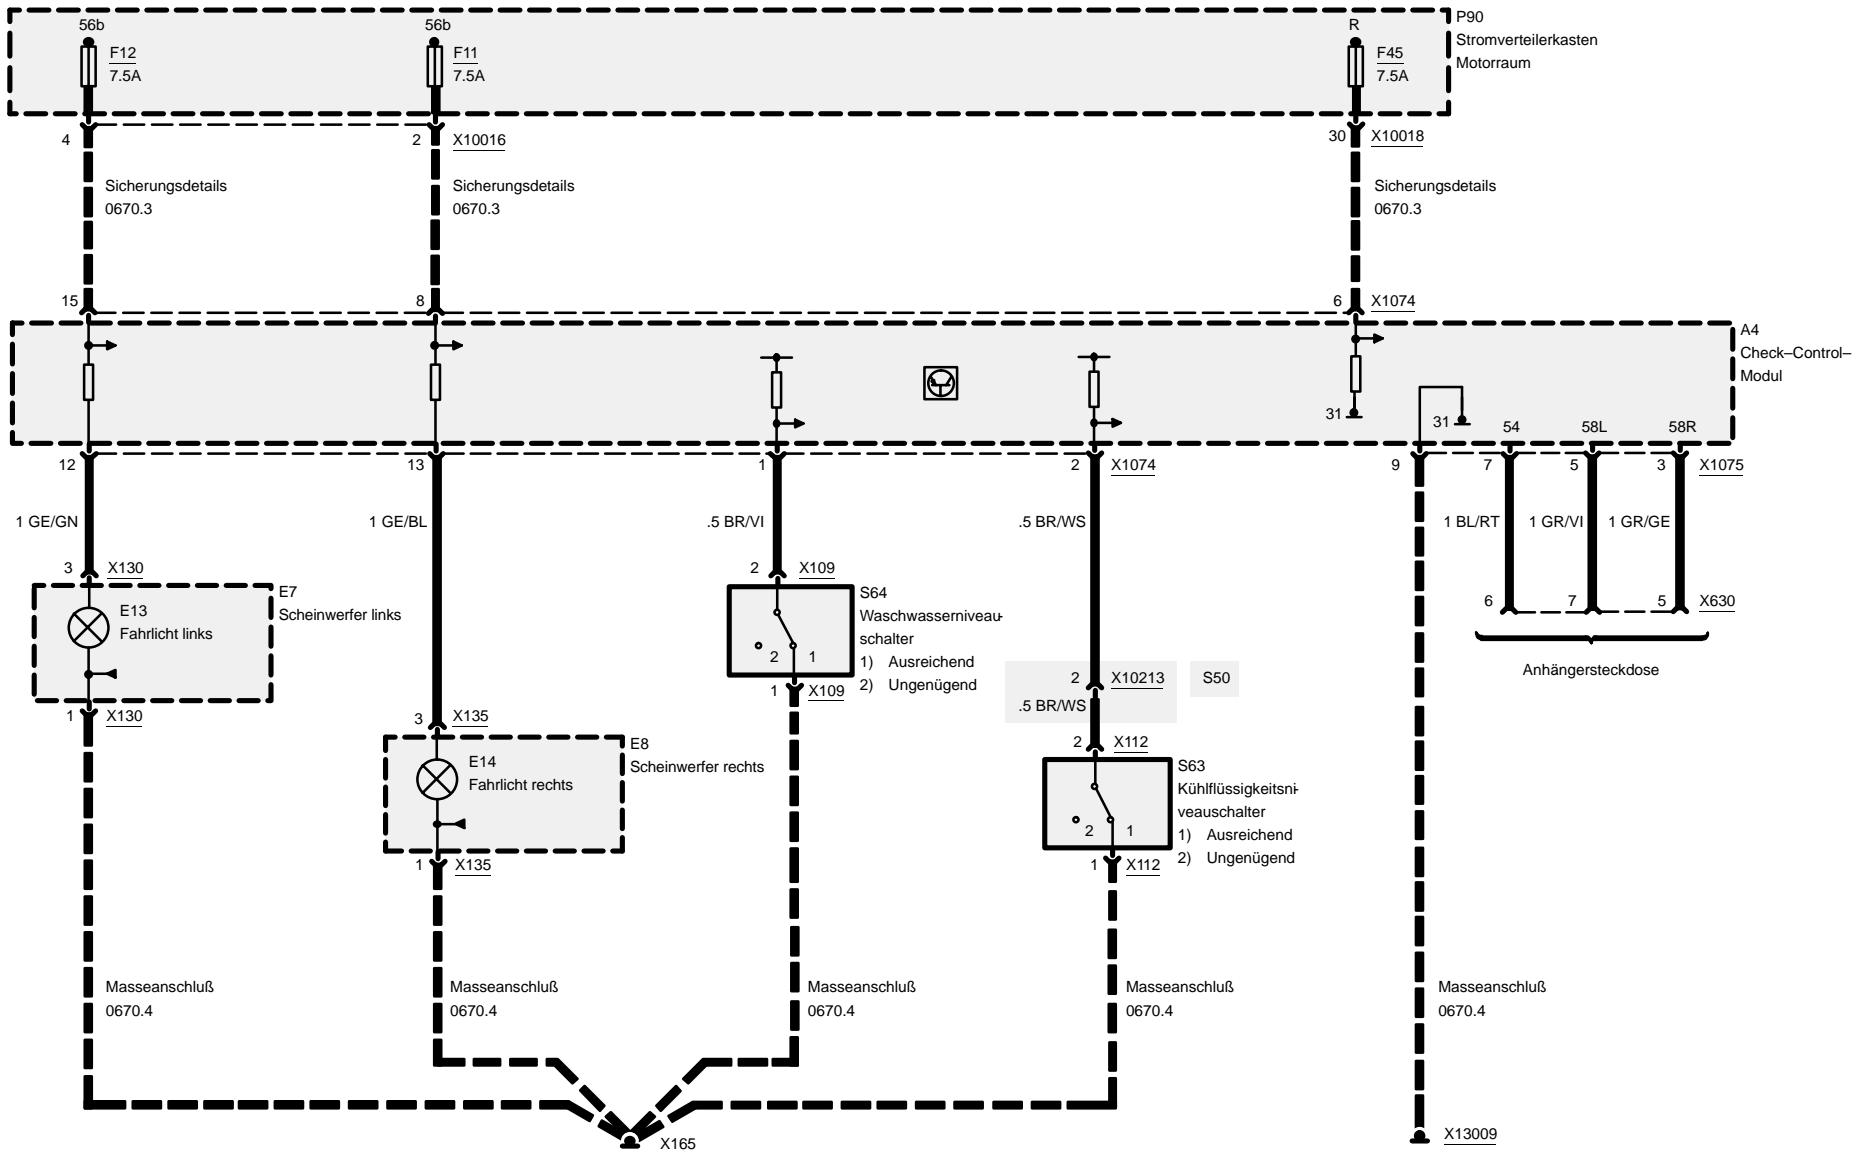 56b
56b
R
P90
Stromverteilerkasten
Motorraum
F12
7.5A
F11
7.5A
F45
7.5A
4
2
X10016
30
X10018
Sicherungsdetails
0670.3
Sicherungsdetails
0670.3
Sicherungsdetails
0670.3
15
8
6
X1074
A4
Check–Control–
Modul
31
31
54
58L
58R
12
13
1
2
X1074
9
7
5
3
X1075
1 GE/GN
1 GE/BL
.5 BR/VI
.5 BR/WS
1 BL/RT
1 GR/VI
1 GR/GE
3
X130
2
X109
6
7
5
X630
E7
Scheinwerfer links
E13
Fahrlicht links
S64
Waschwasserniveau-
schalter
1) Ausreichend
2) Ungenügend
2
1
Anhängersteckdose
1
X130
1
X109
2
X10213
S50
.5 BR/WS
3
X135
2
X112
E8
Scheinwerfer rechts
E14
Fahrlicht rechts
S63
Kühlflüssigkeitsni-
veauschalter
1) Ausreichend
2) Ungenügend
2
1
1
X135
1
X112
Masseanschluß
0670.4
Masseanschluß
0670.4
Masseanschluß
0670.4
Masseanschluß
0670.4
Masseanschluß
0670.4
X165
X13009